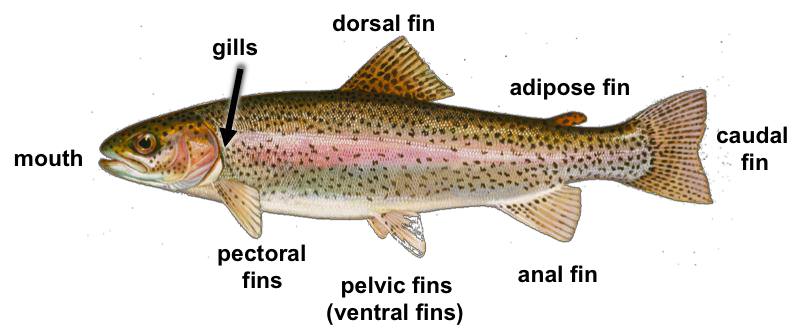 dorsal fin
gills
adipose fin
caudal
fin
mouth
pectoral
fins
pelvic fins
(ventral fins)
anal fin